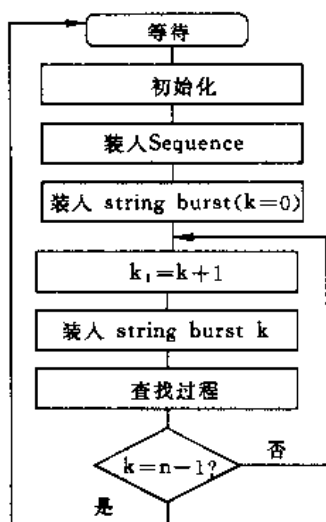 等待
初始化
装人Sequence
装人 string burst(k=0)
k₁=k+1
装人 string burst k
查找过程
否
k=n-1?
是